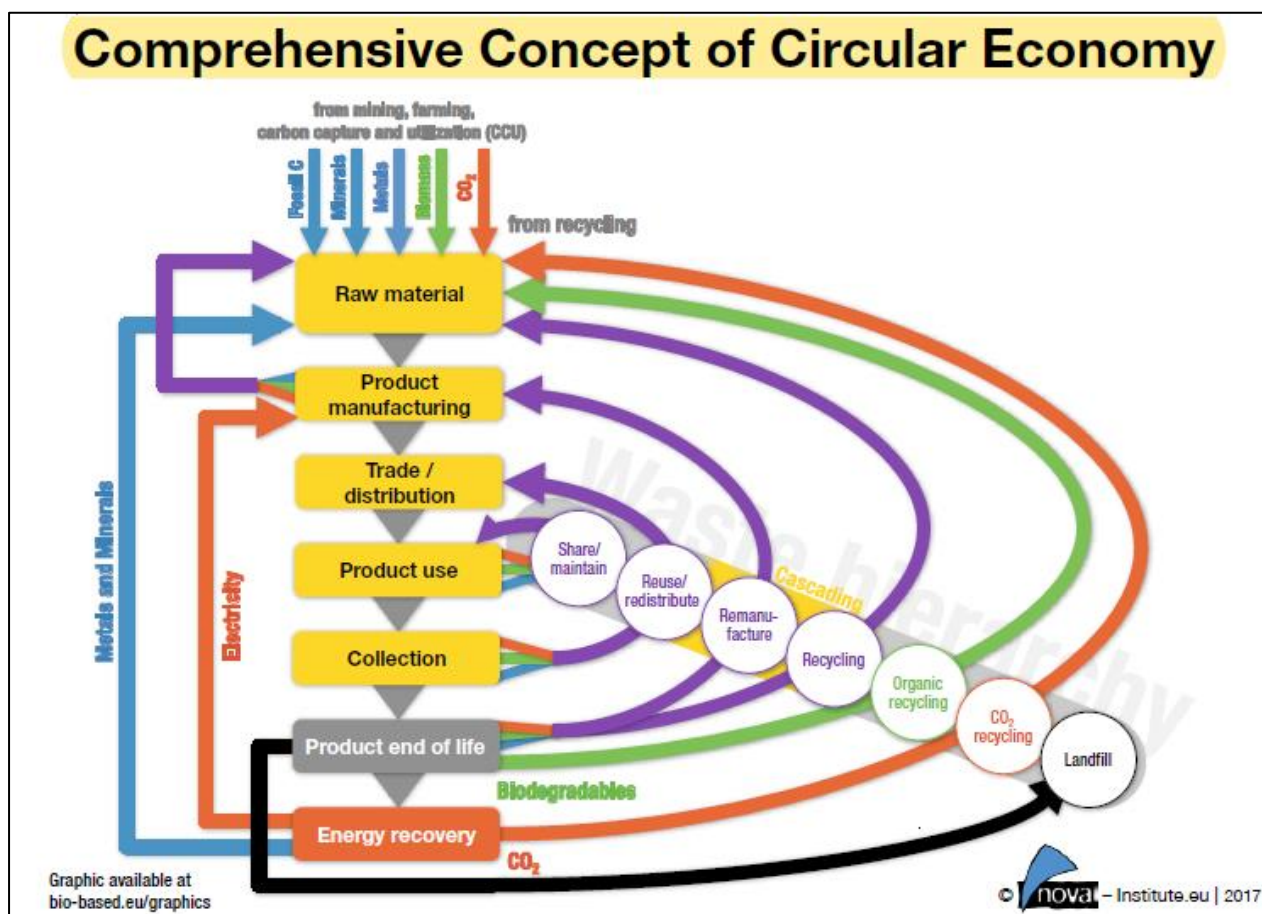 Comprehensive Concept of Circular Economy
from mining, farming,
carbon capture and utilization (CCU)
Fossil C
Minerals
Metals
Biomass
CO₂
from recycling
Raw material
Product
manufacturing
Trade /
distribution
Product use
Collection
Product end of life
Energy recovery
Metals and Minerals
Electricity
Waste hierarchy
Cascading
Share/
maintain
Reuse/
redistribute
Remanu-
facture
Recycling
Organic
recycling
CO₂
recycling
Landfill
Biodegradables
CO₂
Graphic available at
bio-based.eu/graphics
© nova – Institute.eu | 2017